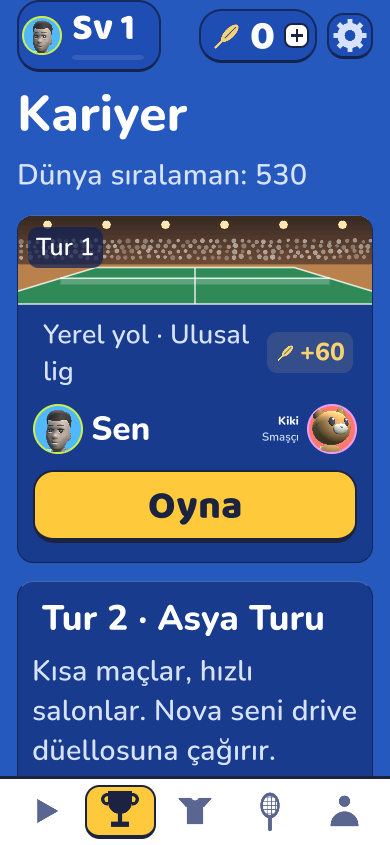 Sv 1
0
Kariyer
Dünya sıralaman: 530
Tur 1
Yerel yol · Ulusal
lig
+60
Sen
Kiki
Smaşçı
Oyna
Tur 2 · Asya Turu
Kısa maçlar, hızlı
salonlar. Nova seni drive
düellosuna çağırır.